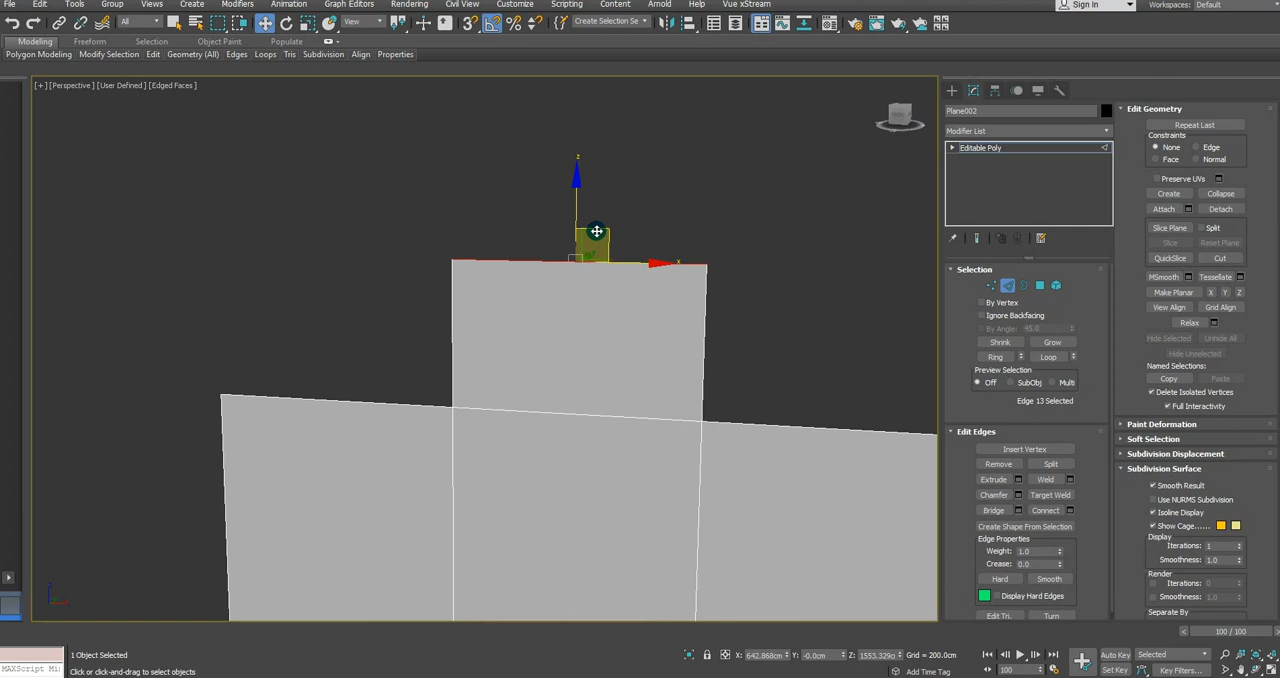 File Edit Tools Group Views Create Modifiers Animation Graph Editors Rendering Civil View Customize Scripting Content Arnold Help Vue xStream Sign In Workspaces: Default
All View Create Selection Se
Modeling Freeform Selection Object Paint Populate
Polygon Modeling Modify Selection Edit Geometry (All) Edges Loops Tris Subdivision Align Properties
[+] [Perspective] [User Defined] [Edged Faces]
z
x
Plane002
Modifier List
Editable Poly
Selection
By Vertex
Ignore Backfacing
By Angle: 45.0
Shrink Grow
Ring Loop
Preview Selection
Off SubObj Multi
Edge 13 Selected
Edit Edges
Insert Vertex
Remove Split
Extrude Weld
Chamfer Target Weld
Bridge Connect
Create Shape From Selection
Edge Properties
Weight: 1.0
Crease: 0.0
Hard Smooth
Display Hard Edges
Edit Tri. Turn
Edit Geometry
Repeat Last
Constraints
None Edge
Face Normal
Preserve UVs
Create Collapse
Attach Detach
Slice Plane Split
Slice Reset Plane
QuickSlice Cut
MSmooth Tessellate
Make Planar X Y Z
View Align Grid Align
Relax
Hide Selected Unhide All
Hide Unselected
Named Selections:
Copy Paste
Delete Isolated Vertices
Full Interactivity
Paint Deformation
Soft Selection
Subdivision Displacement
Subdivision Surface
Smooth Result
Use NURMS Subdivision
Isoline Display
Show Cage......
Display
Iterations: 1
Smoothness: 1.0
Render
Iterations: 0
Smoothness: 1.0
Separate By
100 / 100
MAXScript Mi
1 Object Selected
Click or click-and-drag to select objects
X: 642.868cm Y: -0.0cm Z: 1553.329c Grid = 200.0cm
Add Time Tag
100
Auto Key Selected
Set Key Key Filters...